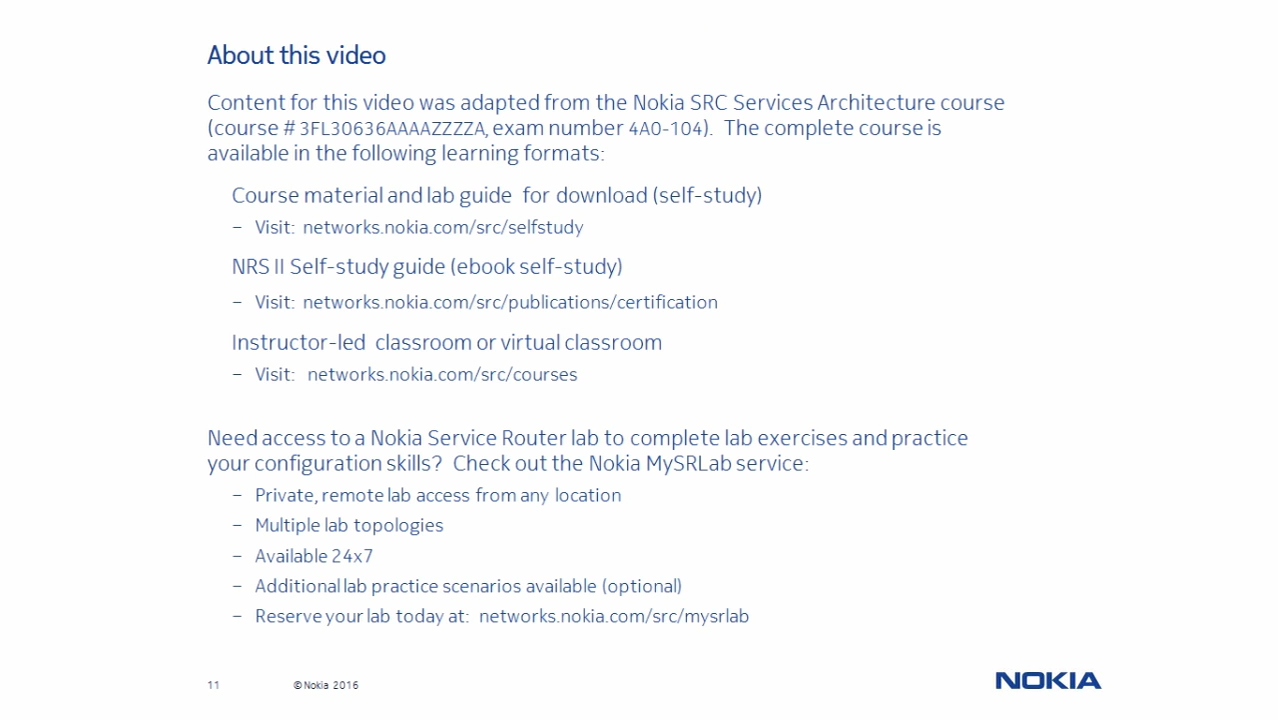 About this video
Content for this video was adapted from the Nokia SRC Services Architecture course
(course # 3FL30636AAAAZZZZA, exam number 4A0-104). The complete course is
available in the following learning formats:
Course material and lab guide for download (self-study)
– Visit: networks.nokia.com/src/selfstudy
NRS II Self-study guide (ebook self-study)
– Visit: networks.nokia.com/src/publications/certification
Instructor-led classroom or virtual classroom
– Visit: networks.nokia.com/src/courses
Need access to a Nokia Service Router lab to complete lab exercises and practice
your configuration skills? Check out the Nokia MySRLab service:
– Private, remote lab access from any location
– Multiple lab topologies
– Available 24x7
– Additional lab practice scenarios available (optional)
– Reserve your lab today at: networks.nokia.com/src/mysrlab
11 © Nokia 2016
NOKIA